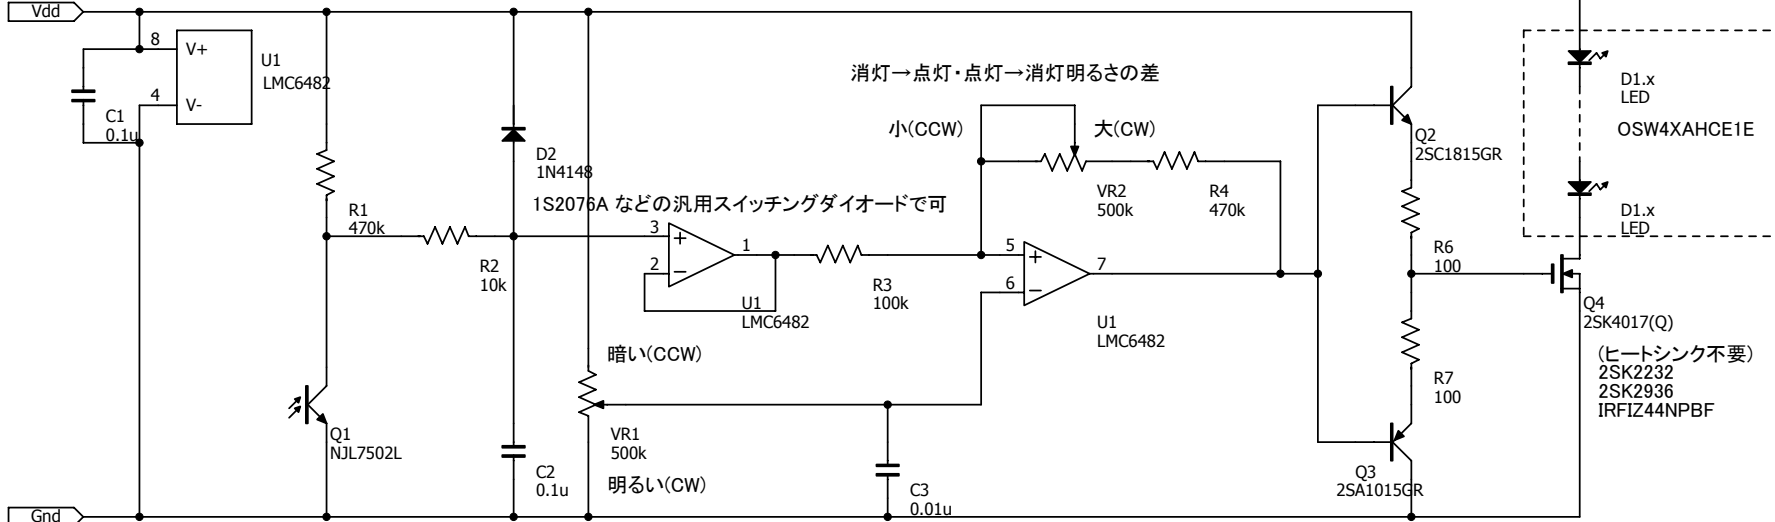 Vdd
8
V+
4
V-
U1
LMC6482
C1
0.1u
R1
470k
Q1
NJL7502L
D2
1N4148
1S2076A などの汎用スイッチングダイオードで可
R2
10k
C2
0.1u
3
2
1
U1
LMC6482
暗い(CCW)
VR1
500k
明るい(CW)
R3
100k
C3
0.01u
消灯→点灯・点灯→消灯明るさの差
小(CCW)
大(CW)
VR2
500k
R4
470k
5
6
7
U1
LMC6482
Q2
2SC1815GR
R6
100
R7
100
Q3
2SA1015GR
D1.x
LED
OSW4XAHCE1E
D1.x
LED
Q4
2SK4017(Q)
(ヒートシンク不要)
2SK2232
2SK2936
IRFIZ44NPBF
Gnd